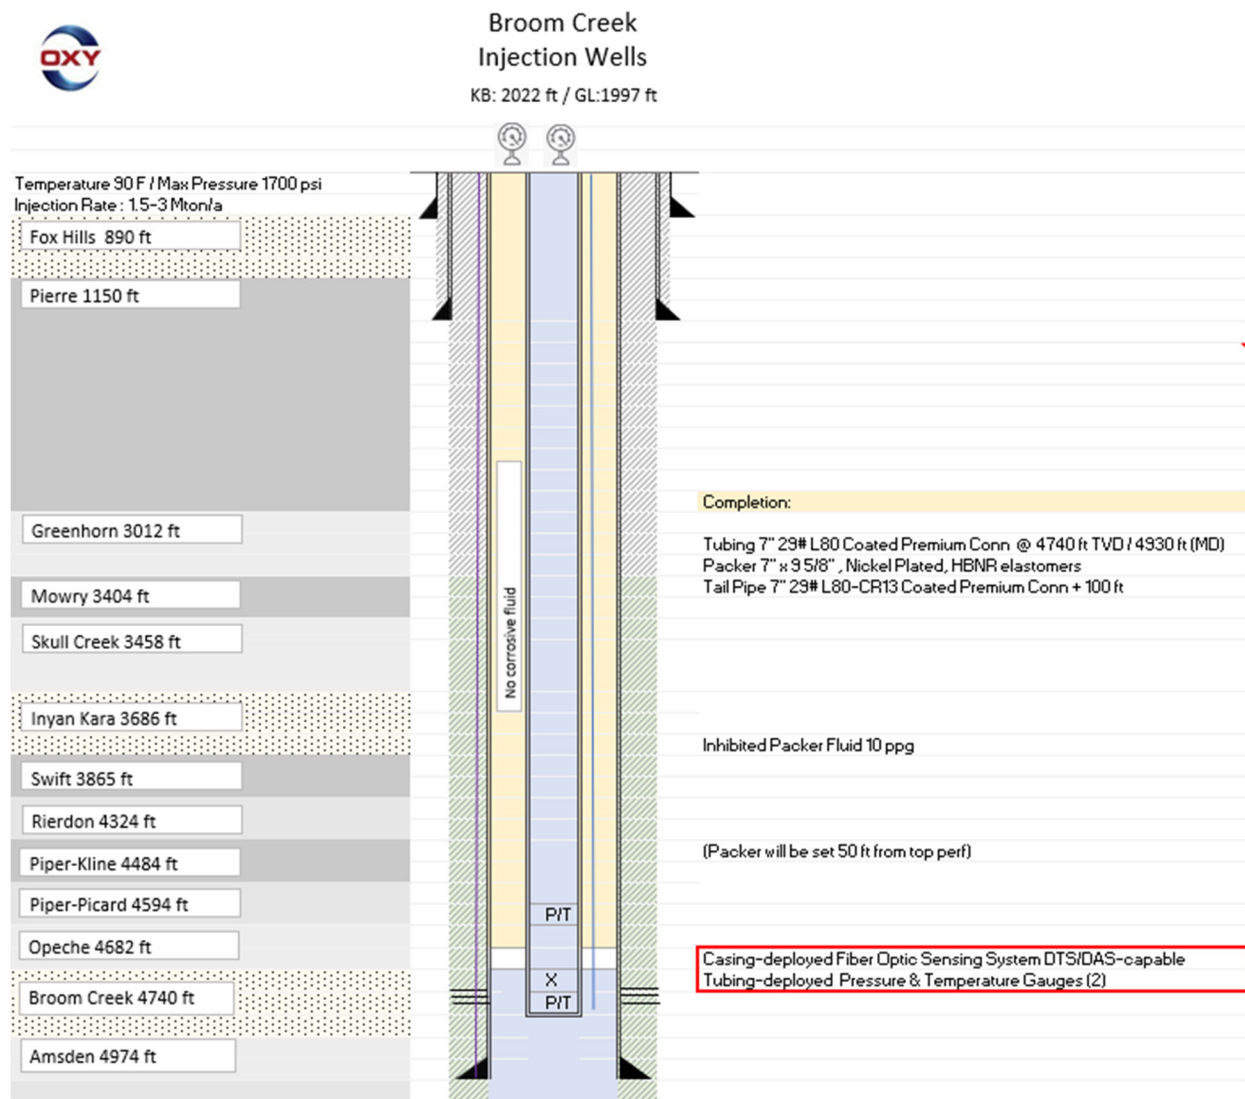 OXY
Broom Creek
Injection Wells
KB: 2022 ft / GL:1997 ft
Temperature 90 F / Max Pressure 1700 psi
Injection Rate : 1.5-3 Mton/a
Fox Hills  890 ft
Pierre 1150 ft
Greenhorn 3012 ft
Mowry 3404 ft
Skull Creek 3458 ft
Inyan Kara 3686 ft
Swift 3865 ft
Rierdon 4324 ft
Piper-Kline 4484 ft
Piper-Picard 4594 ft
Opeche 4682 ft
Broom Creek 4740 ft
Amsden 4974 ft
No corrosive fluid
P/T
X
P/T
Completion:
Tubing 7" 29# L80 Coated Premium Conn @ 4740 ft TVD / 4930 ft (MD)
Packer 7" x 9 5/8" , Nickel Plated, HBNR elastomers
Tail Pipe 7" 29# L80-CR13 Coated Premium Conn + 100 ft
Inhibited Packer Fluid 10 ppg
(Packer will be set 50 ft from top perf)
Casing-deployed Fiber Optic Sensing System DTS/DAS-capable
Tubing-deployed Pressure & Temperature Gauges (2)